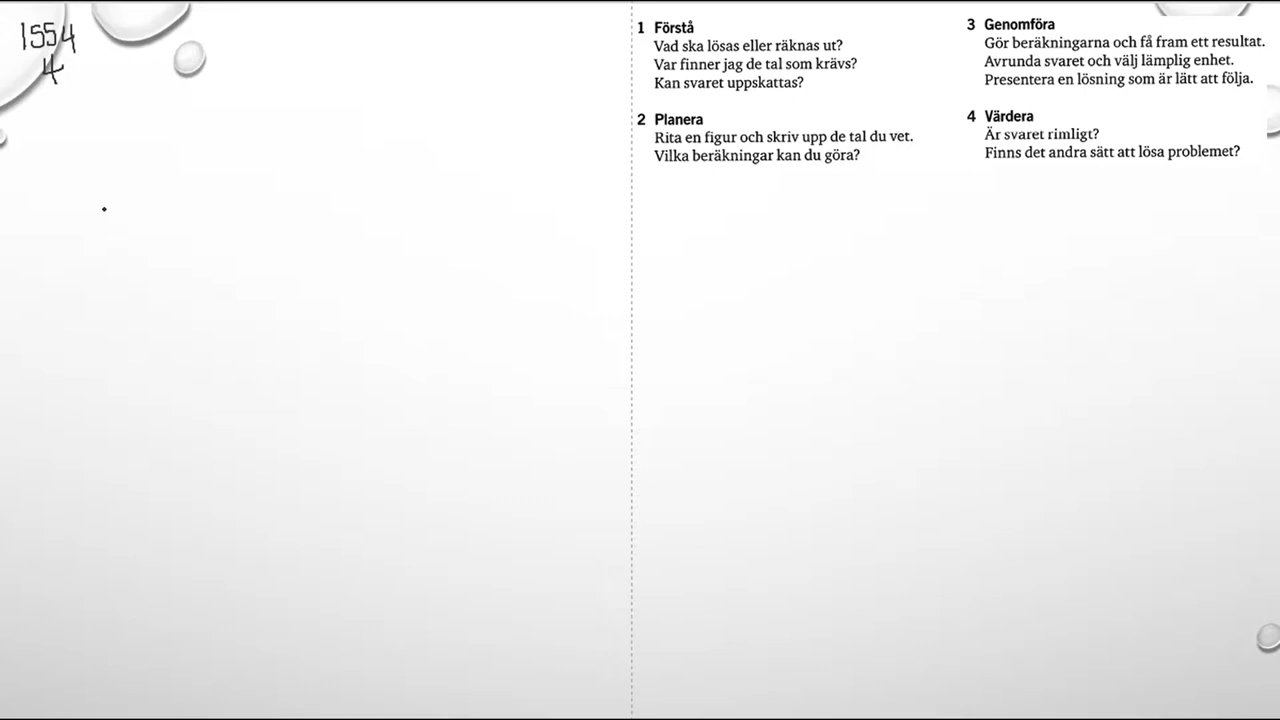 1554
4
1 Förstå
Vad ska lösas eller räknas ut?
Var finner jag de tal som krävs?
Kan svaret uppskattas?
2 Planera
Rita en figur och skriv upp de tal du vet.
Vilka beräkningar kan du göra?
3 Genomföra
Gör beräkningarna och få fram ett resultat.
Avrunda svaret och välj lämplig enhet.
Presentera en lösning som är lätt att följa.
4 Värdera
Är svaret rimligt?
Finns det andra sätt att lösa problemet?